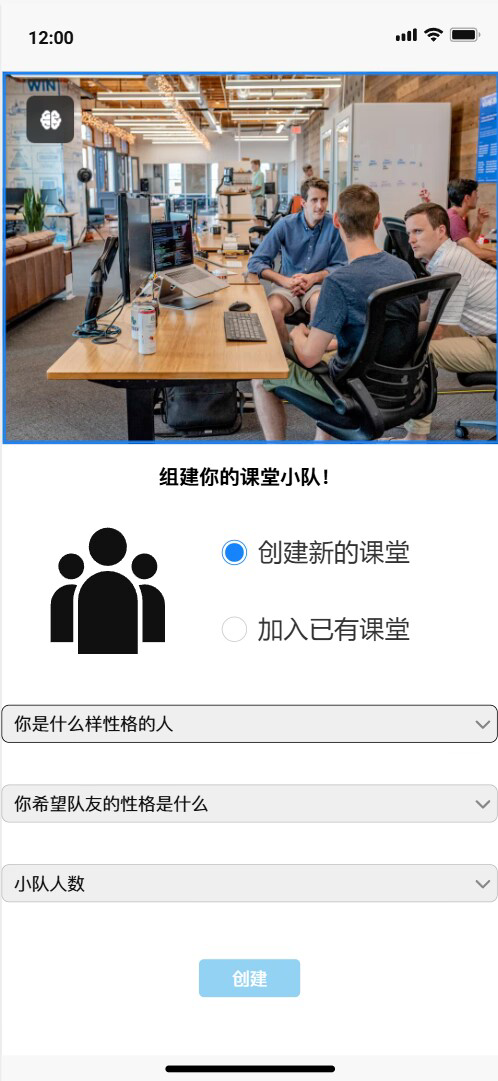 12:00
WIN
组建你的课堂小队！
创建新的课堂
加入已有课堂
你是什么样性格的人
你希望队友的性格是什么
小队人数
创建